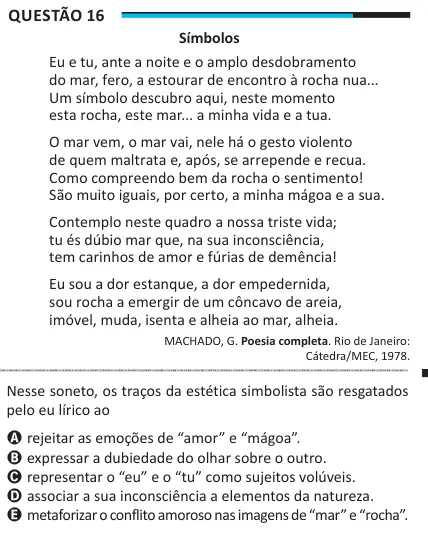 QUESTÃO 16
Símbolos
Eu e tu, ante a noite e o amplo desdobramento
do mar, fero, a estourar de encontro à rocha nua...
Um símbolo descubro aqui, neste momento
esta rocha, este mar... a minha vida e a tua.
O mar vem, o mar vai, nele há o gesto violento
de quem maltrata e, após, se arrepende e recua.
Como compreendo bem da rocha o sentimento!
São muito iguais, por certo, a minha mágoa e a sua.
Contemplo neste quadro a nossa triste vida;
tu és dúbio mar que, na sua inconsciência,
tem carinhos de amor e fúrias de demência!
Eu sou a dor estanque, a dor empedernida,
sou rocha a emergir de um côncavo de areia,
imóvel, muda, isenta e alheia ao mar, alheia.
MACHADO, G. Poesia completa. Rio de Janeiro:
Cátedra/MEC, 1978.
Nesse soneto, os traços da estética simbolista são resgatados
pelo eu lírico ao
A rejeitar as emoções de “amor” e “mágoa”.
B expressar a dubiedade do olhar sobre o outro.
C representar o “eu” e o “tu” como sujeitos volúveis.
D associar a sua inconsciência a elementos da natureza.
E metaforizar o conflito amoroso nas imagens de “mar” e “rocha”.